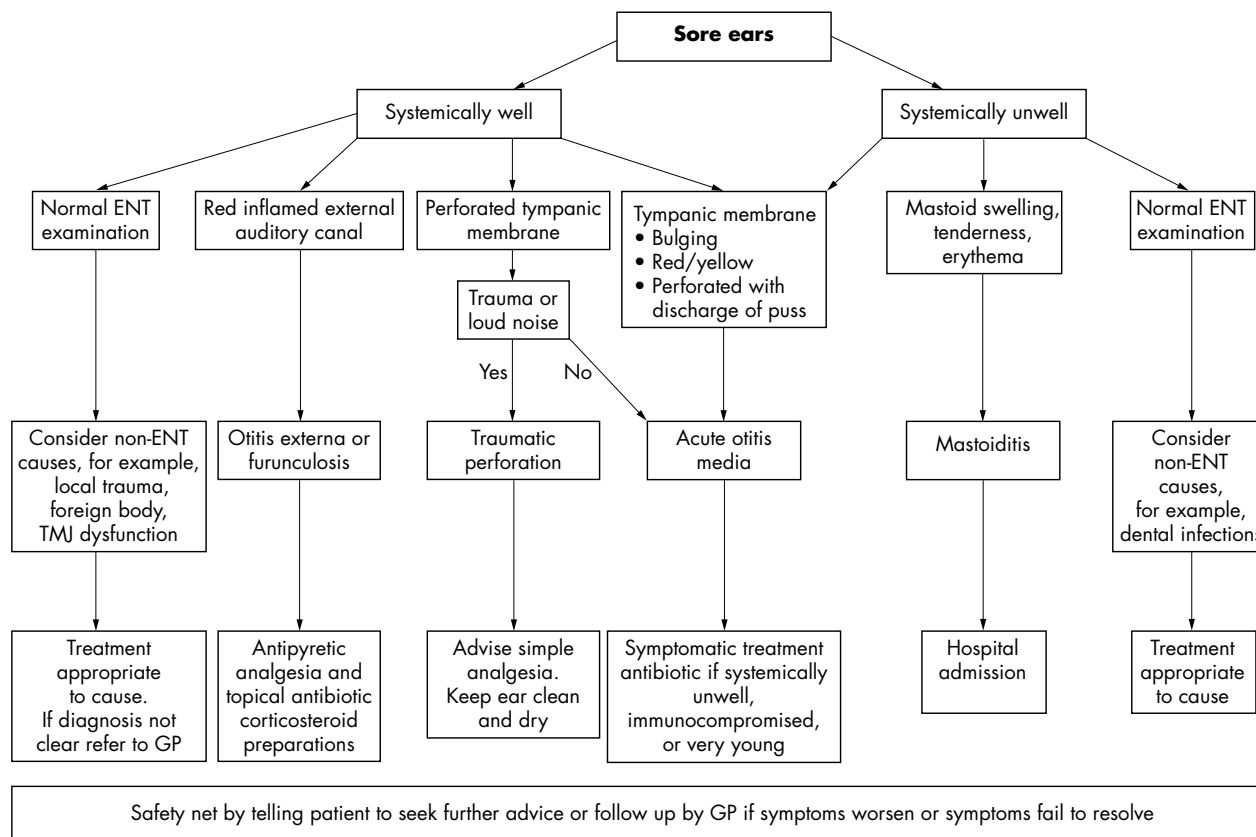 Sore ears
Systemically well
Systemically unwell
Normal ENT
examination
Red inflamed external
auditory canal
Perforated tympanic
membrane
Tympanic membrane
• Bulging
• Red/yellow
• Perforated with
discharge of puss
Mastoid swelling,
tenderness,
erythema
Normal ENT
examination
Trauma or
loud noise
Yes
No
Consider non-ENT
causes, for example,
local trauma,
foreign body,
TMJ dysfunction
Otitis externa or
furunculosis
Traumatic
perforation
Acute otitis
media
Mastoiditis
Consider
non-ENT
causes,
for example,
dental infections
Treatment
appropriate
to cause.
If diagnosis not
clear refer to GP
Antipyretic
analgesia and
topical antibiotic
corticosteroid
preparations
Advise simple
analgesia.
Keep ear clean
and dry
Symptomatic treatment
antibiotic if systemically
unwell,
immunocompromised,
or very young
Hospital
admission
Treatment
appropriate
to cause
Safety net by telling patient to seek further advice or follow up by GP if symptoms worsen or symptoms fail to resolve